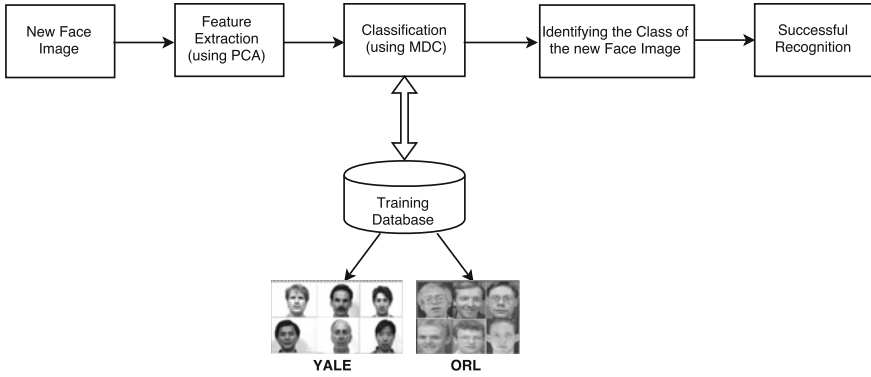 New Face
Image
Feature
Extraction
(using PCA)
Classification
(using MDC)
Identifying the Class of
the new Face Image
Successful
Recognition
Training
Database
YALE
ORL